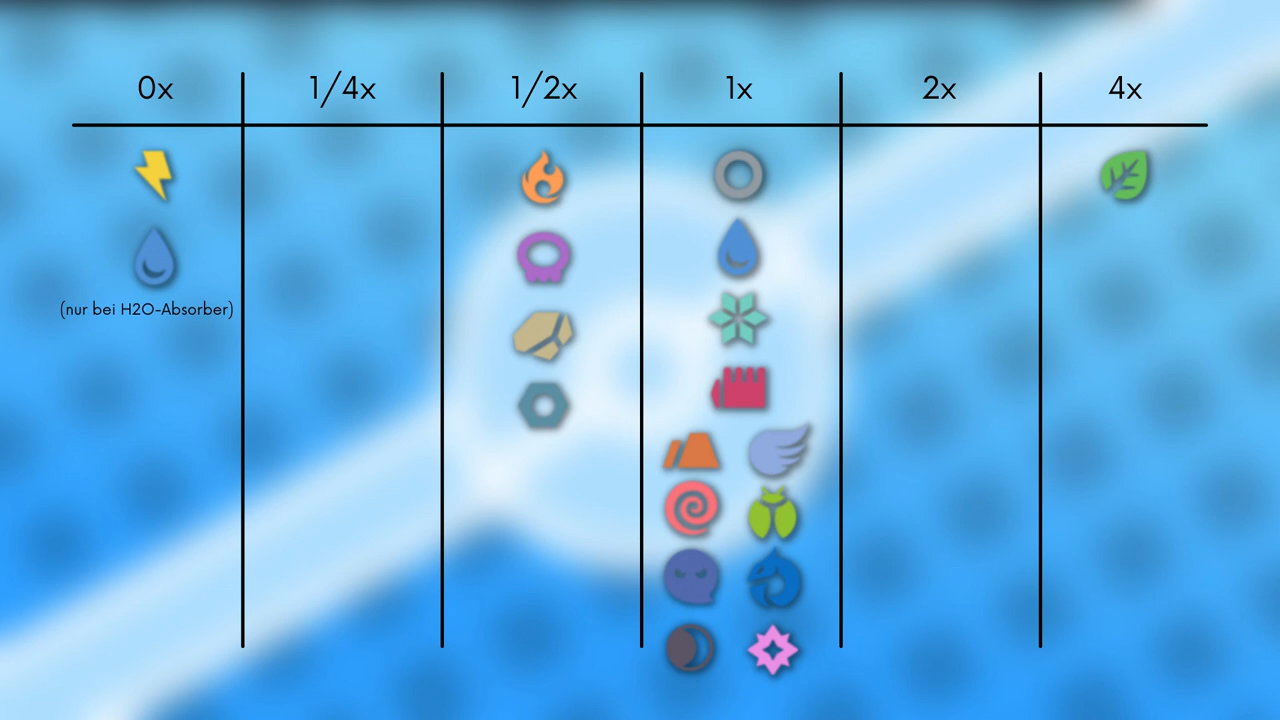 0x 1/4x 1/2x 1x 2x 4x
(nur bei H2O-Absorber)